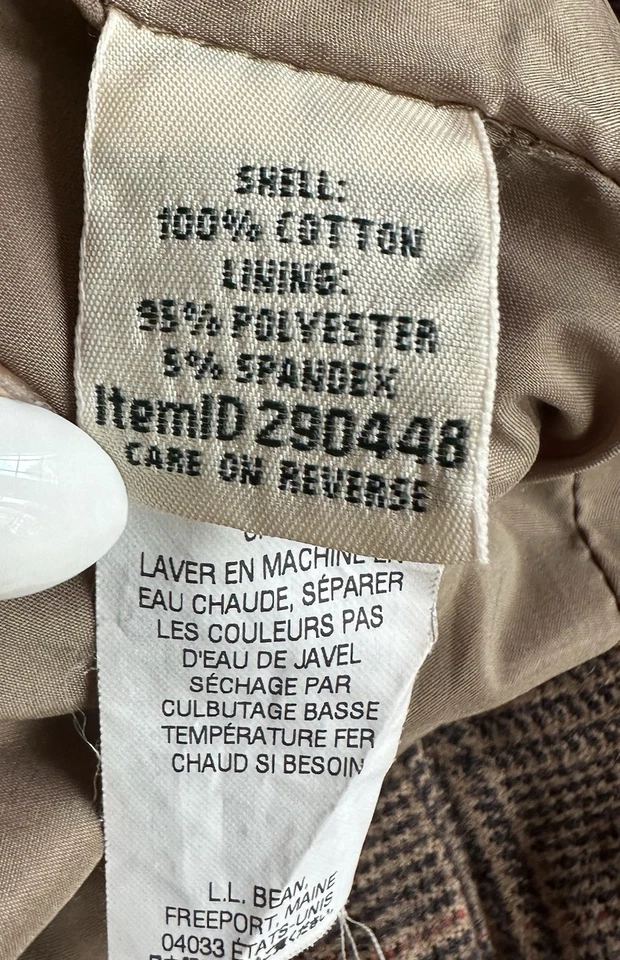 SHELL:
100% COTTON
LINING:
95% POLYESTER
5% SPANDEX
ItemID 290448
CARE ON REVERSE
LAVER EN MACHINE EN
EAU CHAUDE, SÉPARER
LES COULEURS PAS
D'EAU DE JAVEL
SÉCHAGE PAR
CULBUTAGE BASSE
TEMPÉRATURE FER
CHAUD SI BESOIN
L.L. BEAN,
FREEPORT, MAINE
04033 ÉTATS-UNIS